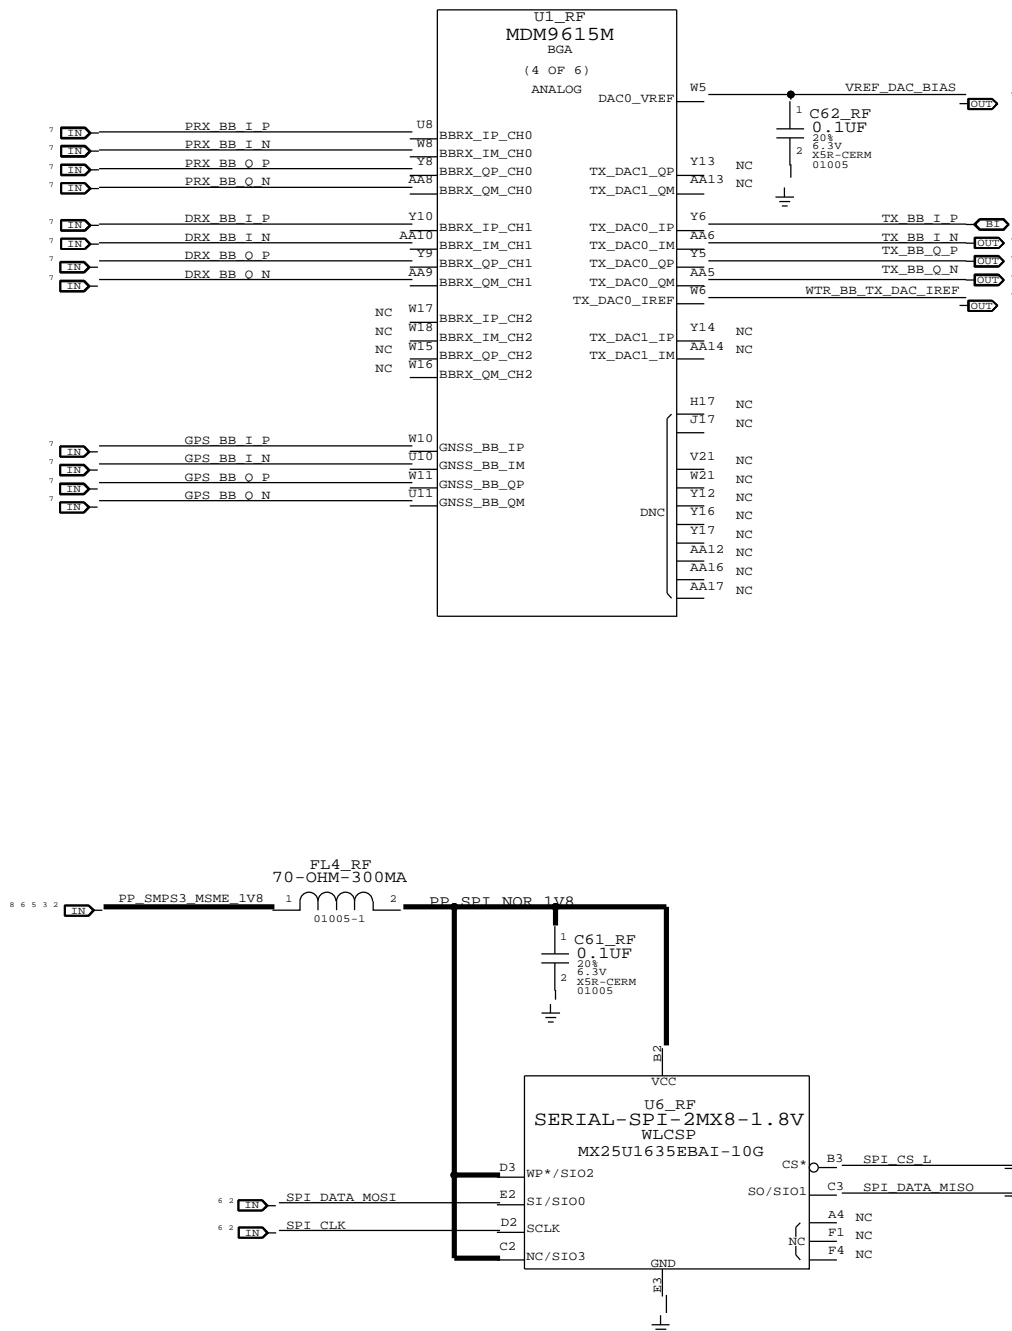 U1_RF
MDM9615M
BGA
(4 OF 6)
ANALOG
DAC0_VREF W5 VREF_DAC_BIAS OUT
1 C62_RF
0.1UF
20%
6.3V
2 X5R-CERM
01005
7 IN PRX_BB_I_P U8 BBRX_IP_CH0
7 IN PRX_BB_I_N W8 BBRX_IM_CH0
7 IN PRX_BB_Q_P Y8 BBRX_QP_CH0
7 IN PRX_BB_Q_N AA8 BBRX_QM_CH0
TX_DAC1_QP Y13 NC
TX_DAC1_QM AA13 NC
7 IN DRX_BB_I_P Y10 BBRX_IP_CH1
7 IN DRX_BB_I_N AA10 BBRX_IM_CH1
7 IN DRX_BB_Q_P Y9 BBRX_QP_CH1
7 IN DRX_BB_Q_N AA9 BBRX_QM_CH1
TX_DAC0_IP Y6 TX_BB_I_P BI
TX_DAC0_IM AA6 TX_BB_I_N OUT
TX_DAC0_QP Y5 TX_BB_Q_P OUT
TX_DAC0_QM AA5 TX_BB_Q_N OUT
TX_DAC0_IREF W6 WTR_BB_TX_DAC_IREF OUT
NC W17 BBRX_IP_CH2
NC W18 BBRX_IM_CH2
NC W15 BBRX_QP_CH2
NC W16 BBRX_QM_CH2
TX_DAC1_IP Y14 NC
TX_DAC1_IM AA14 NC
7 IN GPS_BB_I_P W10 GNSS_BB_IP
7 IN GPS_BB_I_N U10 GNSS_BB_IM
7 IN GPS_BB_Q_P W11 GNSS_BB_QP
7 IN GPS_BB_Q_N U11 GNSS_BB_QM
DNC
H17 NC
J17 NC
V21 NC
W21 NC
Y12 NC
Y16 NC
Y17 NC
AA12 NC
AA16 NC
AA17 NC
FL4_RF
70-OHM-300MA
8 6 5 3 2 IN PP_SMPS3_MSME_1V8 1 2 PP_SPI_NOR_1V8
01005-1
1 C61_RF
0.1UF
20%
6.3V
2 X5R-CERM
01005
B2
VCC
U6_RF
SERIAL-SPI-2MX8-1.8V
WLCSP
MX25U1635EBAI-10G
D3 WP*/SIO2
6 2 IN SPI_DATA_MOSI E2 SI/SIO0
6 2 IN SPI_CLK D2 SCLK
C2 NC/SIO3
CS* B3 SPI_CS_L
SO/SIO1 C3 SPI_DATA_MISO
NC
A4 NC
F1 NC
F4 NC
GND
E3